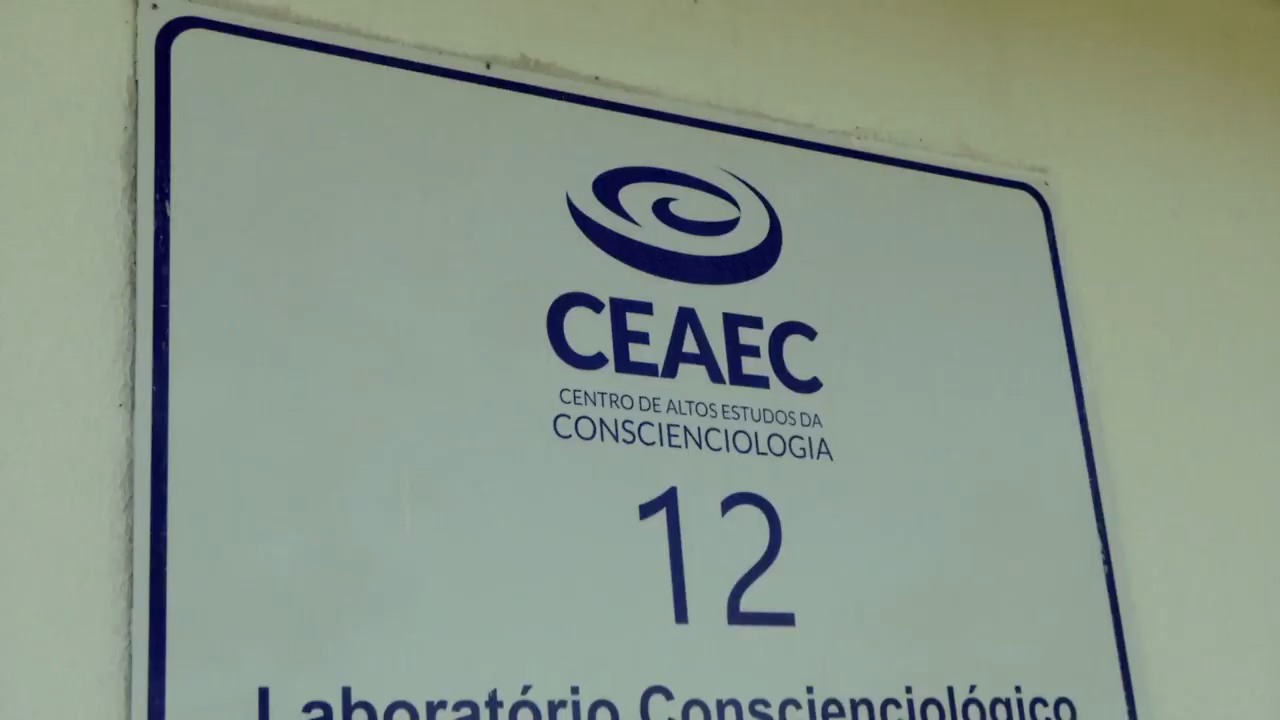 CEAEC
CENTRO DE ALTOS ESTUDOS DA
CONSCIENCIOLOGIA
12
Laboratório Conscienciológico